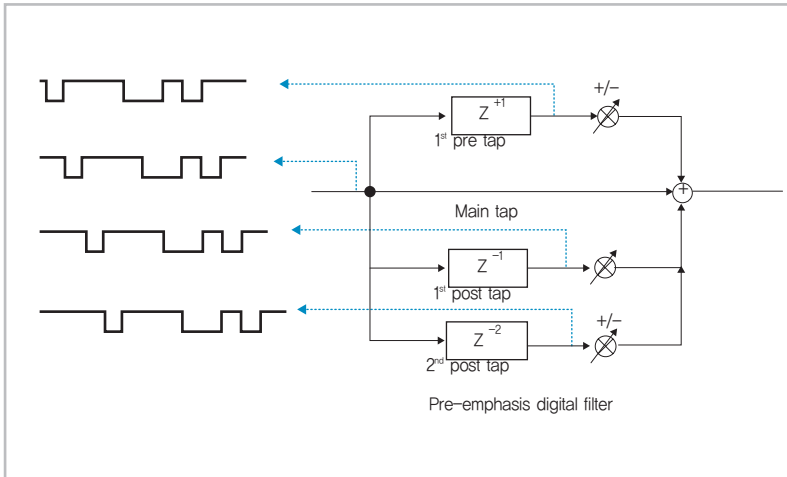 +/-
Z +1
1st pre tap
+
Main tap
Z -1
1st post tap
+/-
Z -2
2nd post tap
Pre-emphasis digital filter